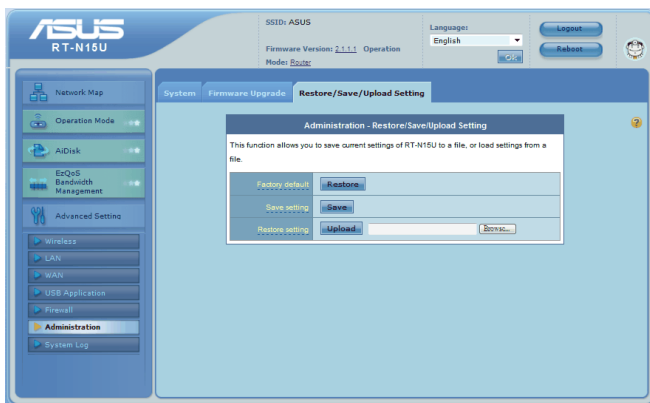 ASUS
RT-N15U
SSID: ASUS
Firmware Version: 2.1.1.1 Operation
Mode: Router
Language:
English
OK
Logout
Reboot
Network Map
Operation Mode
AiDisk
EzQoS
Bandwidth
Management
Advanced Setting
Wireless
LAN
WAN
USB Application
Firewall
Administration
System Log
System
Firmware Upgrade
Restore/Save/Upload Setting
Administration - Restore/Save/Upload Setting
This function allows you to save current settings of RT-N15U to a file, or load settings from a
file.
Factory default
Restore
Save setting
Save
Restore setting
Upload
Browse...
?